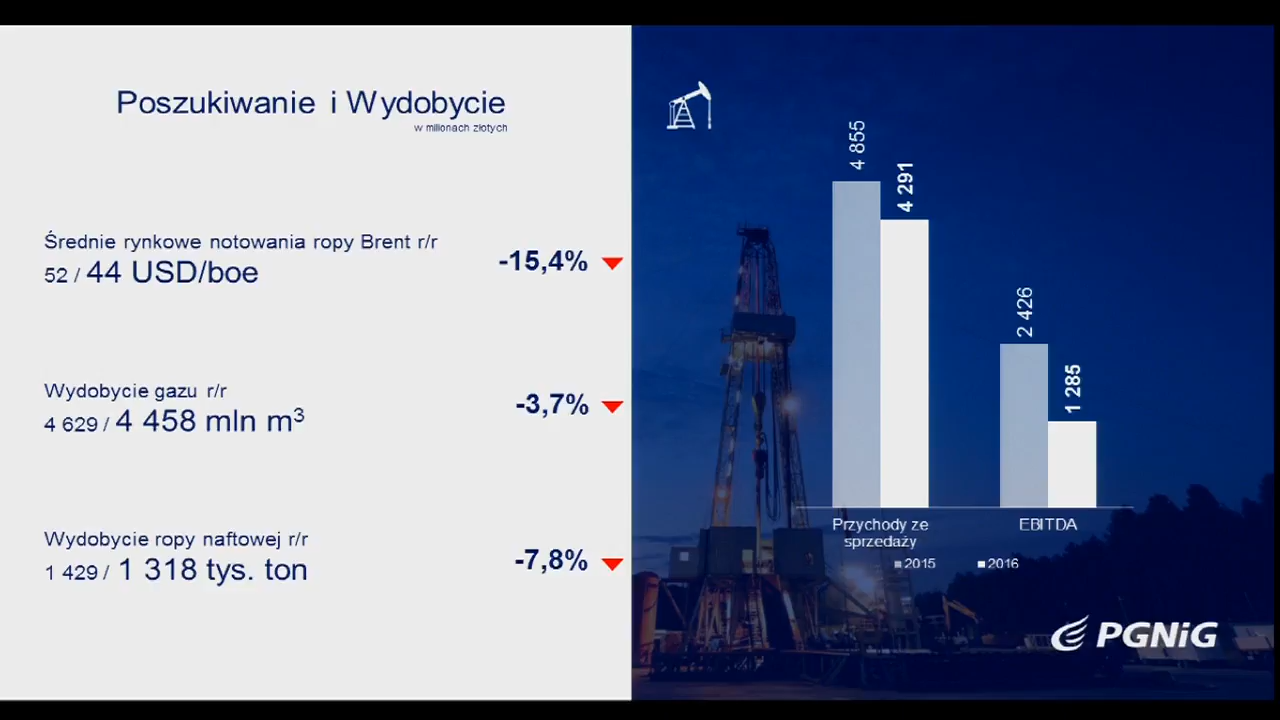 Poszukiwanie i Wydobycie
w milionach złotych
Średnie rynkowe notowania ropy Brent r/r
52 / 44 USD/boe
-15,4%
Wydobycie gazu r/r
4 629 / 4 458 mln m³
-3,7%
Wydobycie ropy naftowej r/r
1 429 / 1 318 tys. ton
-7,8%
4 855
4 291
2 426
1 285
Przychody ze
sprzedaży
EBITDA
2015
2016
PGNiG